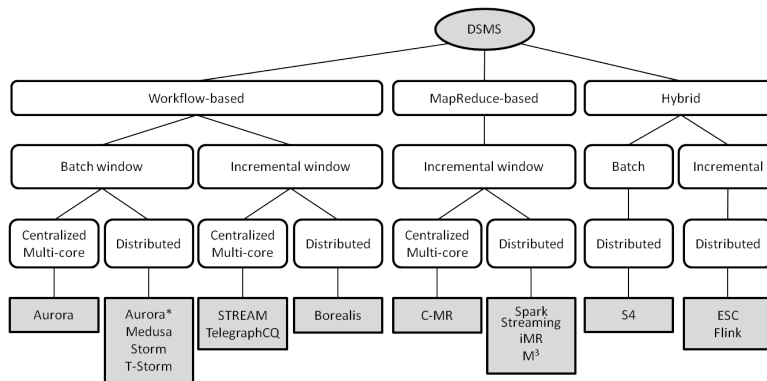 DSMS
Workflow-based
MapReduce-based
Hybrid
Batch window
Incremental window
Incremental window
Batch
Incremental
Centralized
Multi-core
Distributed
Centralized
Multi-core
Distributed
Centralized
Multi-core
Distributed
Distributed
Distributed
Aurora
Aurora*
Medusa
Storm
T-Storm
STREAM
TelegraphCQ
Borealis
C-MR
Spark
Streaming
iMR
M³
S4
ESC
Flink